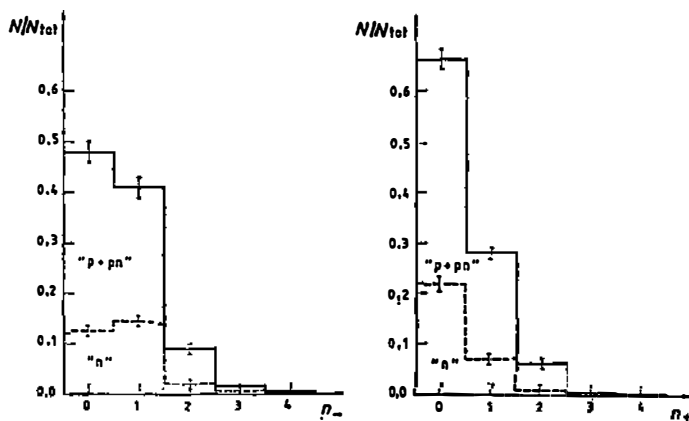 N/Ntot
0,6
0,5
0,4
0,3
0,2
0,1
0,0
"p+pn"
"n"
0 1 2 3 4 n-
N/Ntot
0,6
0,5
0,4
0,3
0,2
0,1
0,0
"p+pn"
"n"
0 1 2 3 4 n+